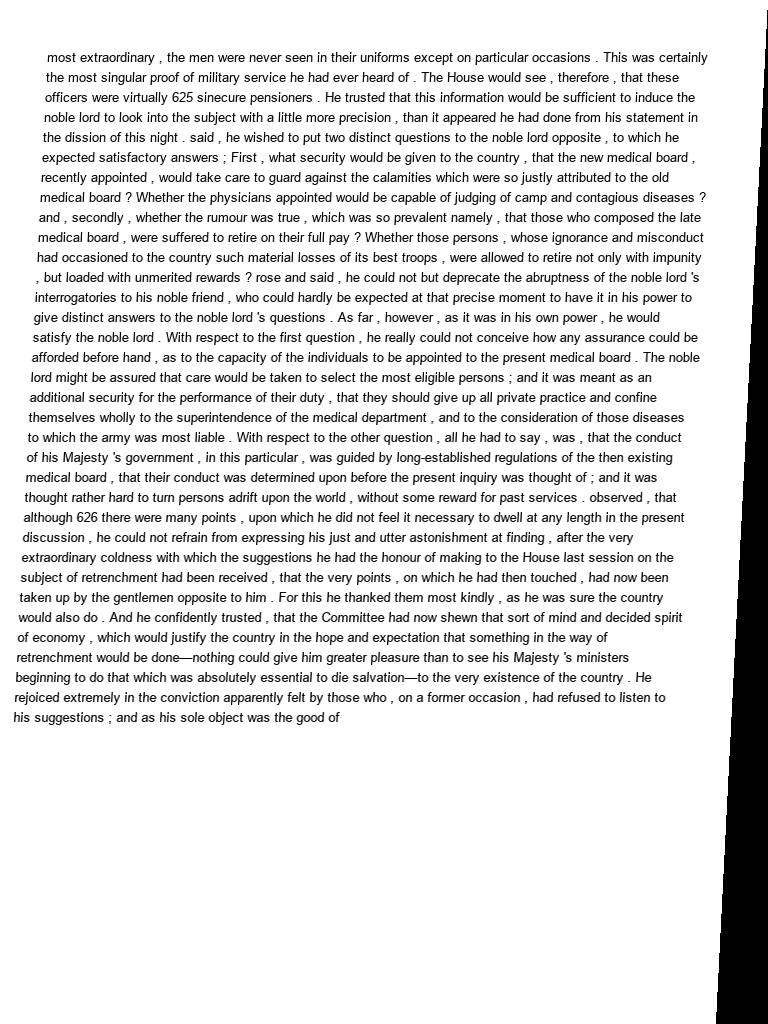 most extraordinary , the men were never seen in their uniforms except on particular occasions . This was certainly
the most singular proof of military service he had ever heard of . The House would see , therefore , that these
officers were virtually 625 sinecure pensioners . He trusted that this information would be sufficient to induce the
noble lord to look into the subject with a little more precision , than it appeared he had done from his statement in
the dission of this night . said , he wished to put two distinct questions to the noble lord opposite , to which he
expected satisfactory answers ; First , what security would be given to the country , that the new medical board ,
recently appointed , would take care to guard against the calamities which were so justly attributed to the old
medical board ? Whether the physicians appointed would be capable of judging of camp and contagious diseases ?
and , secondly , whether the rumour was true , which was so prevalent namely , that those who composed the late
medical board , were suffered to retire on their full pay ? Whether those persons , whose ignorance and misconduct
had occasioned to the country such material losses of its best troops , were allowed to retire not only with impunity
, but loaded with unmerited rewards ? rose and said , he could not but deprecate the abruptness of the noble lord 's
interrogatories to his noble friend , who could hardly be expected at that precise moment to have it in his power to
give distinct answers to the noble lord 's questions . As far , however , as it was in his own power , he would
satisfy the noble lord . With respect to the first question , he really could not conceive how any assurance could be
afforded before hand , as to the capacity of the individuals to be appointed to the present medical board . The noble
lord might be assured that care would be taken to select the most eligible persons ; and it was meant as an
additional security for the performance of their duty , that they should give up all private practice and confine
themselves wholly to the superintendence of the medical department , and to the consideration of those diseases
to which the army was most liable . With respect to the other question , all he had to say , was , that the conduct
of his Majesty 's government , in this particular , was guided by long-established regulations of the then existing
medical board , that their conduct was determined upon before the present inquiry was thought of ; and it was
thought rather hard to turn persons adrift upon the world , without some reward for past services . observed , that
although 626 there were many points , upon which he did not feel it necessary to dwell at any length in the present
discussion , he could not refrain from expressing his just and utter astonishment at finding , after the very
extraordinary coldness with which the suggestions he had the honour of making to the House last session on the
subject of retrenchment had been received , that the very points , on which he had then touched , had now been
taken up by the gentlemen opposite to him . For this he thanked them most kindly , as he was sure the country
would also do . And he confidently trusted , that the Committee had now shewn that sort of mind and decided spirit
of economy , which would justify the country in the hope and expectation that something in the way of
retrenchment would be done—nothing could give him greater pleasure than to see his Majesty 's ministers
beginning to do that which was absolutely essential to die salvation—to the very existence of the country . He
rejoiced extremely in the conviction apparently felt by those who , on a former occasion , had refused to listen to
his suggestions ; and as his sole object was the good of